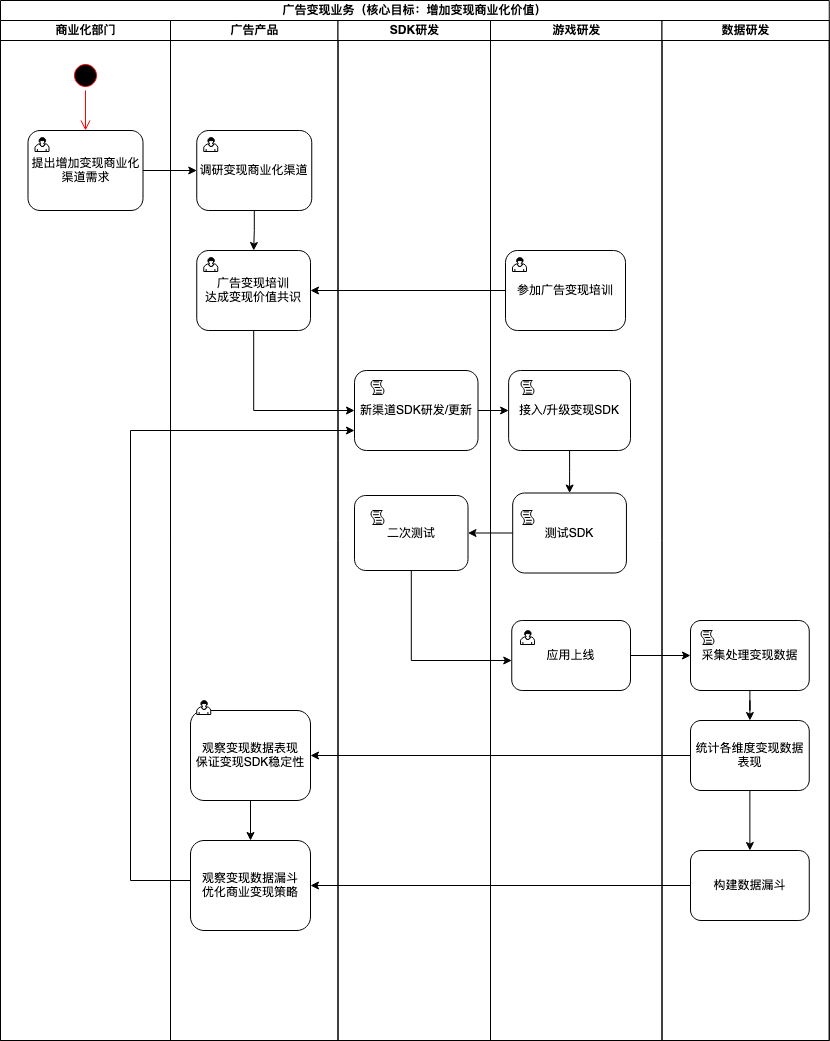 广告变现业务（核心目标：增加变现商业化价值）
商业化部门
广告产品
SDK研发
游戏研发
数据研发
提出增加变现商业化
渠道需求
调研变现商业化渠道
广告变现培训
达成变现价值共识
参加广告变现培训
新渠道SDK研发/更新
接入/升级变现SDK
二次测试
测试SDK
应用上线
采集处理变现数据
观察变现数据表现
保证变现SDK稳定性
统计各维度变现数据
表现
观察变现数据漏斗
优化商业变现策略
构建数据漏斗